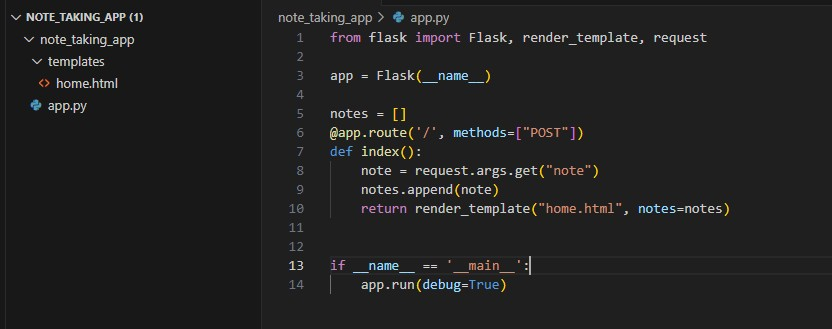 NOTE_TAKING_APP (1)
note_taking_app
templates
<> home.html
app.py
note_taking_app > app.py
1 from flask import Flask, render_template, request
2
3 app = Flask(__name__)
4
5 notes = []
6 @app.route('/', methods=["POST"])
7 def index():
8     note = request.args.get("note")
9     notes.append(note)
10     return render_template("home.html", notes=notes)
11
12
13 if __name__ == '__main__':
14     app.run(debug=True)